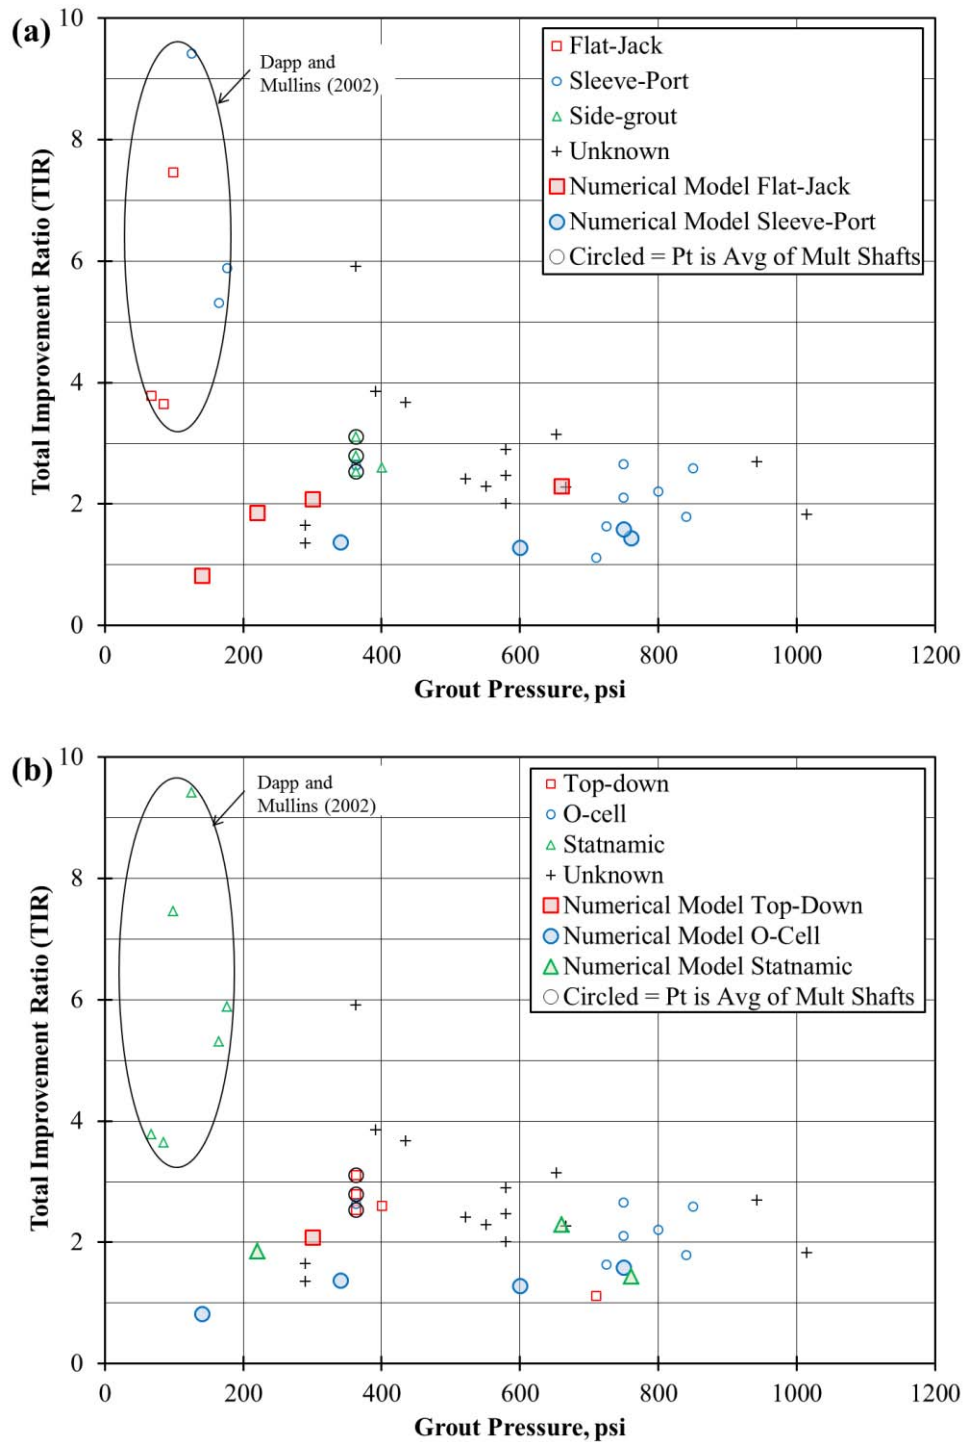 (a)
10
8
6
4
2
0
Total Improvement Ratio (TIR)
Dapp and
Mullins (2002)
Flat-Jack
Sleeve-Port
Side-grout
Unknown
Numerical Model Flat-Jack
Numerical Model Sleeve-Port
Circled = Pt is Avg of Mult Shafts
0 200 400 600 800 1000 1200
Grout Pressure, psi
(b)
10
8
6
4
2
0
Total Improvement Ratio (TIR)
Dapp and
Mullins (2002)
Top-down
O-cell
Statnamic
Unknown
Numerical Model Top-Down
Numerical Model O-Cell
Numerical Model Statnamic
Circled = Pt is Avg of Mult Shafts
0 200 400 600 800 1000 1200
Grout Pressure, psi